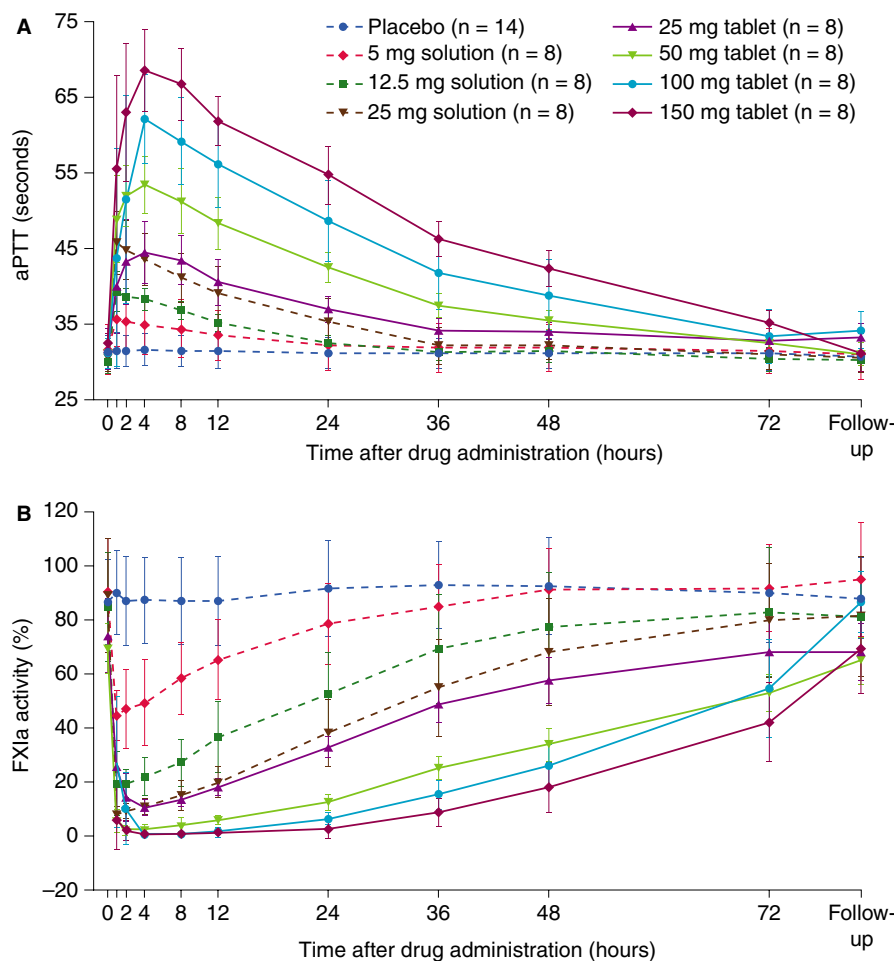 A
75
65
55
45
35
25
aPTT (seconds)
Placebo (n = 14)
5 mg solution (n = 8)
12.5 mg solution (n = 8)
25 mg solution (n = 8)
25 mg tablet (n = 8)
50 mg tablet (n = 8)
100 mg tablet (n = 8)
150 mg tablet (n = 8)
0 2 4 8 12 24 36 48 72 Follow-
up
Time after drug administration (hours)
B
120
100
80
60
40
20
0
–20
FXIa activity (%)
0 2 4 8 12 24 36 48 72 Follow-
up
Time after drug administration (hours)